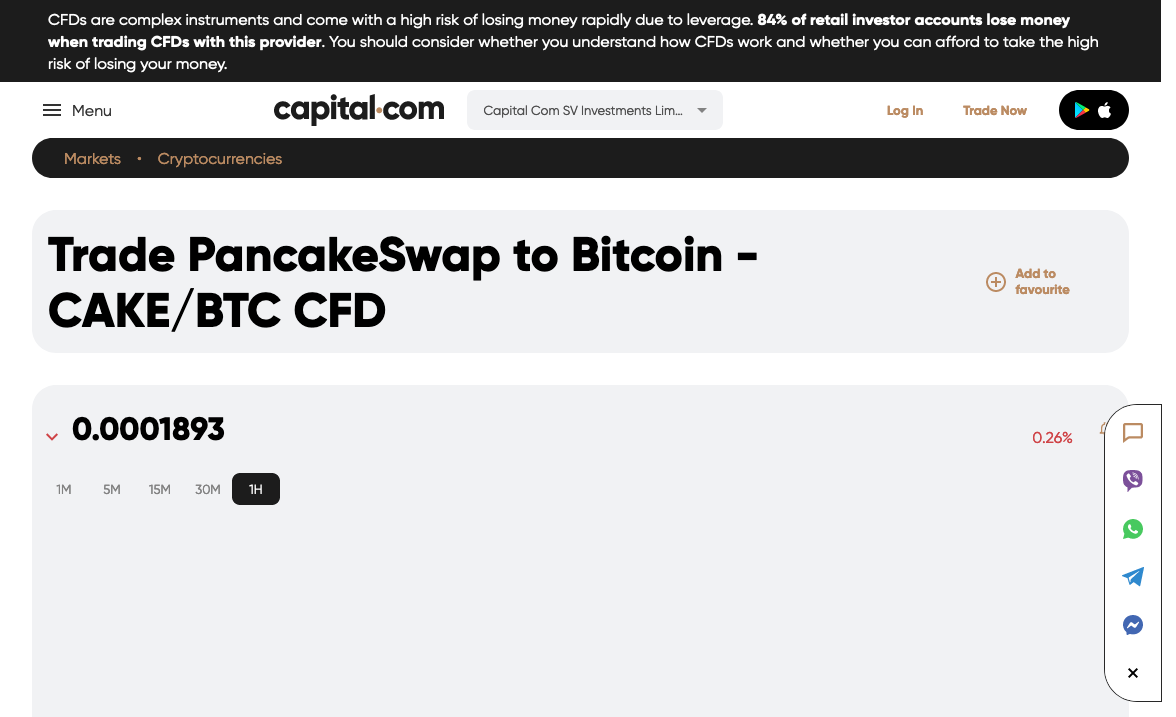 CFDs are complex instruments and come with a high risk of losing money rapidly due to leverage. 84% of retail investor accounts lose money
when trading CFDs with this provider. You should consider whether you understand how CFDs work and whether you can afford to take the high
risk of losing your money.
Menu
capital.com
Capital Com SV Investments Lim...
Log In
Trade Now
Markets
Cryptocurrencies
Trade PancakeSwap to Bitcoin -
CAKE/BTC CFD
Add to
favourite
0.0001893
0.26%
1M 5M 15M 30M 1H